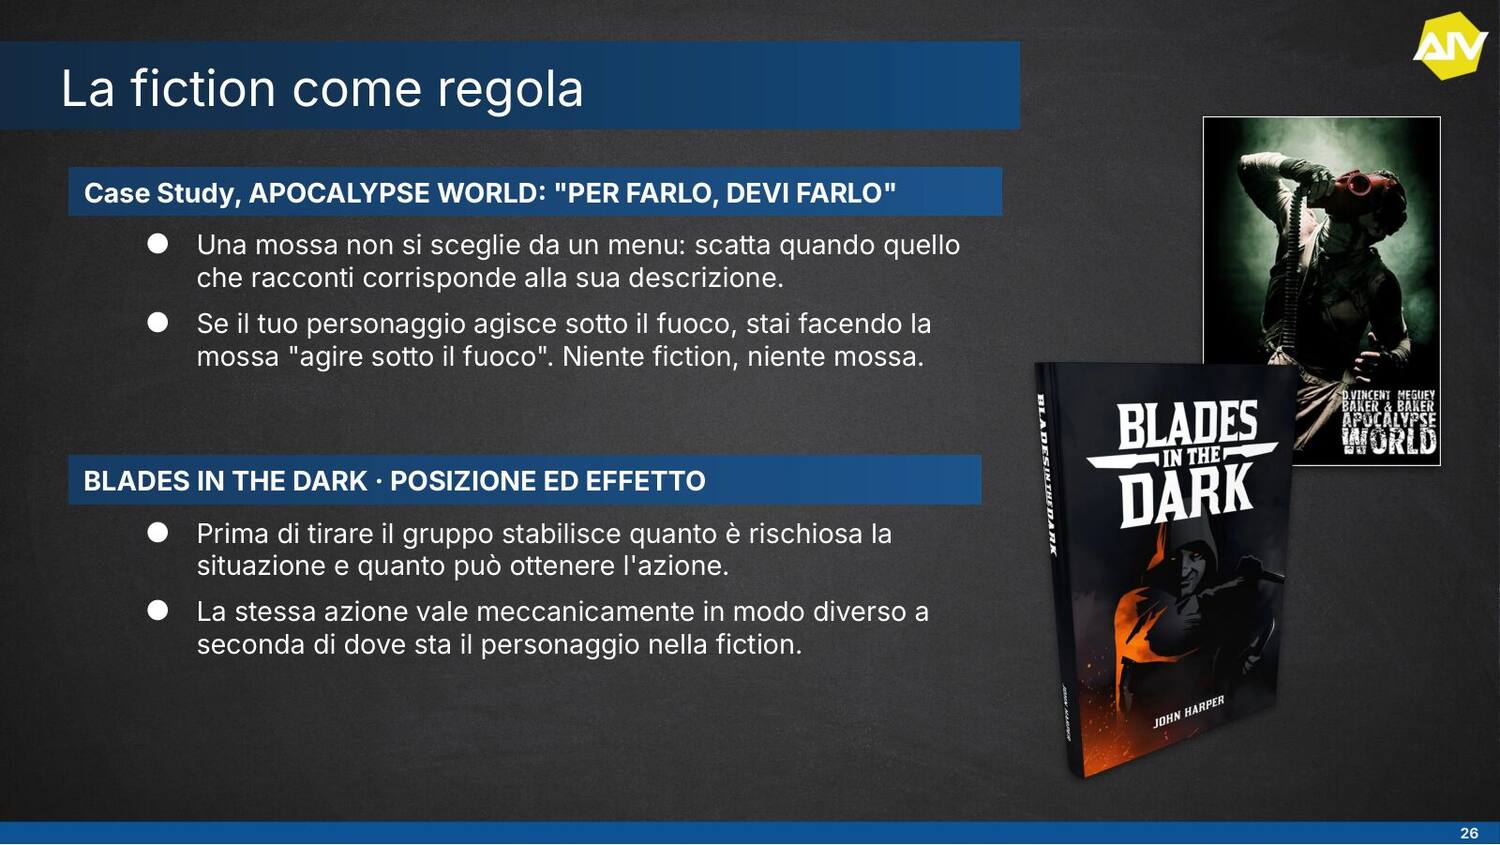 AIV
La fiction come regola
Case Study, APOCALYPSE WORLD: "PER FARLO, DEVI FARLO"
Una mossa non si sceglie da un menu: scatta quando quello
che racconti corrisponde alla sua descrizione.
Se il tuo personaggio agisce sotto il fuoco, stai facendo la
mossa "agire sotto il fuoco". Niente fiction, niente mossa.
BLADES IN THE DARK · POSIZIONE ED EFFETTO
Prima di tirare il gruppo stabilisce quanto è rischiosa la
situazione e quanto può ottenere l'azione.
La stessa azione vale meccanicamente in modo diverso a
seconda di dove sta il personaggio nella fiction.
D.VINCENT MEGUEY
BAKER & BAKER
APOCALYPSE
WORLD
BLADES IN THE DARK
JOHN HARPER
BLADES
IN THE
DARK
JOHN HARPER
26